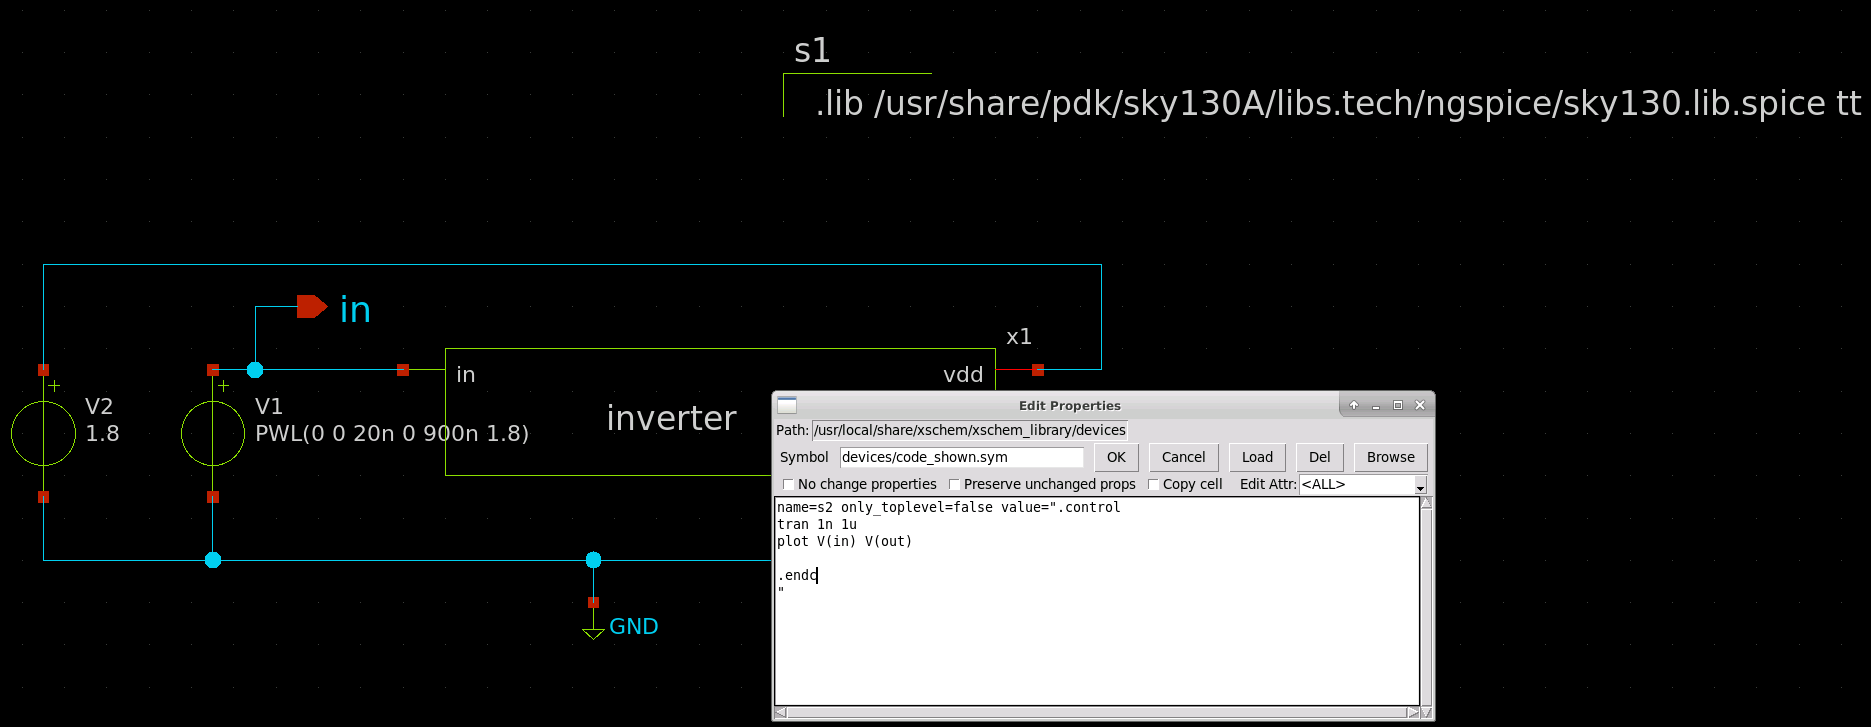 s1
.lib /usr/share/pdk/sky130A/libs.tech/ngspice/sky130.lib.spice tt
in
x1
in
vdd
inverter
V2
1.8
+
V1
PWL(0 0 20n 0 900n 1.8)
+
GND
Edit Properties
Path: /usr/local/share/xschem/xschem_library/devices
Symbol devices/code_shown.sym OK Cancel Load Del Browse
No change properties Preserve unchanged props Copy cell Edit Attr: <ALL>
name=s2 only_toplevel=false value=".control
tran 1n 1u
plot V(in) V(out)
.endc
"